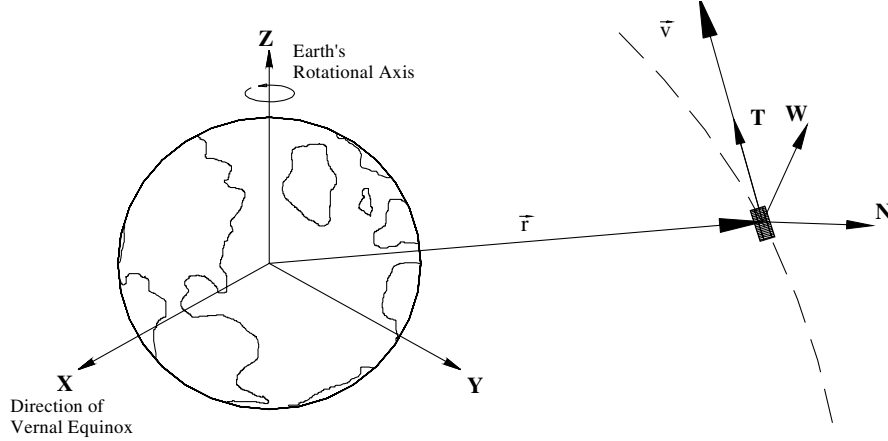 Z
Earth's
Rotational Axis
v
T
W
N
r
X
Y
Direction of
Vernal Equinox